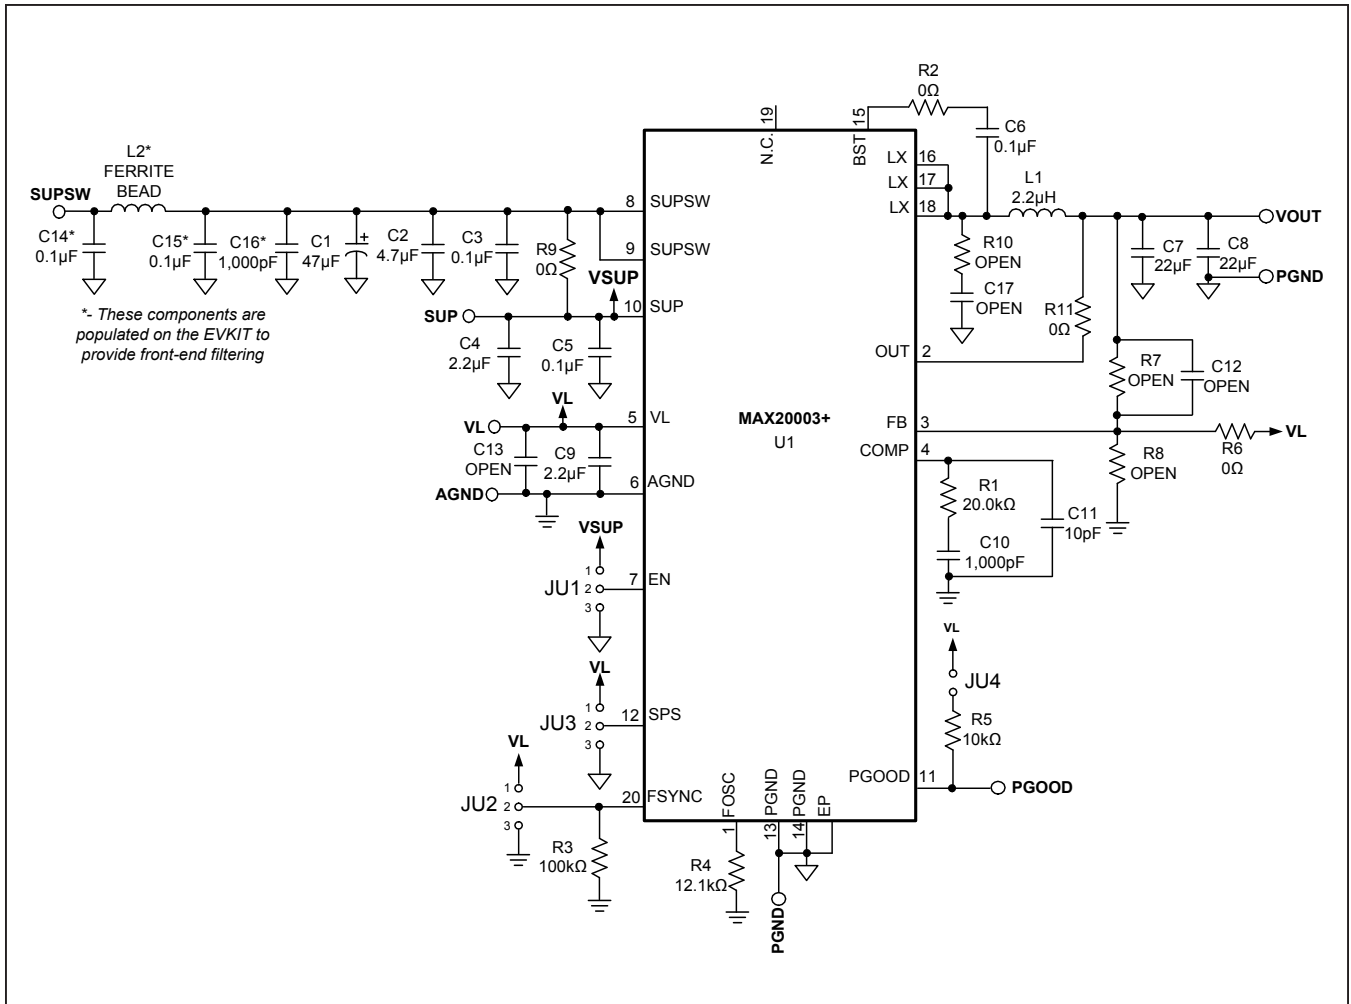 R2
0Ω
N.C. 19
BST 15
C6
0.1µF
L2*
FERRITE
BEAD
SUPSW
8 SUPSW
9 SUPSW
LX 16
LX 17
LX 18
L1
2.2µH
VOUT
C14*
0.1µF
C15*
0.1µF
C16*
1,000pF
C1
47µF
+
C2
4.7µF
C3
0.1µF
R9
0Ω
VSUP
R10
OPEN
C17
OPEN
C7
22µF
C8
22µF
PGND
*- These components are
populated on the EVKIT to
provide front-end filtering
SUP
10 SUP
C4
2.2µF
C5
0.1µF
R11
0Ω
OUT 2
R7
OPEN
C12
OPEN
VL
VL
5 VL
MAX20003+
U1
FB 3
VL
R6
0Ω
C13
OPEN
C9
2.2µF
COMP 4
R8
OPEN
AGND
6 AGND
R1
20.0kΩ
C11
10pF
C10
1,000pF
VSUP
JU1
1
2
3
7 EN
VL
JU3
1
2
3
12 SPS
VL
JU4
R5
10kΩ
VL
JU2
1
2
3
20 FSYNC
PGOOD 11
PGOOD
R3
100kΩ
1 FOSC
13 PGND
14 PGND
EP
R4
12.1kΩ
PGND